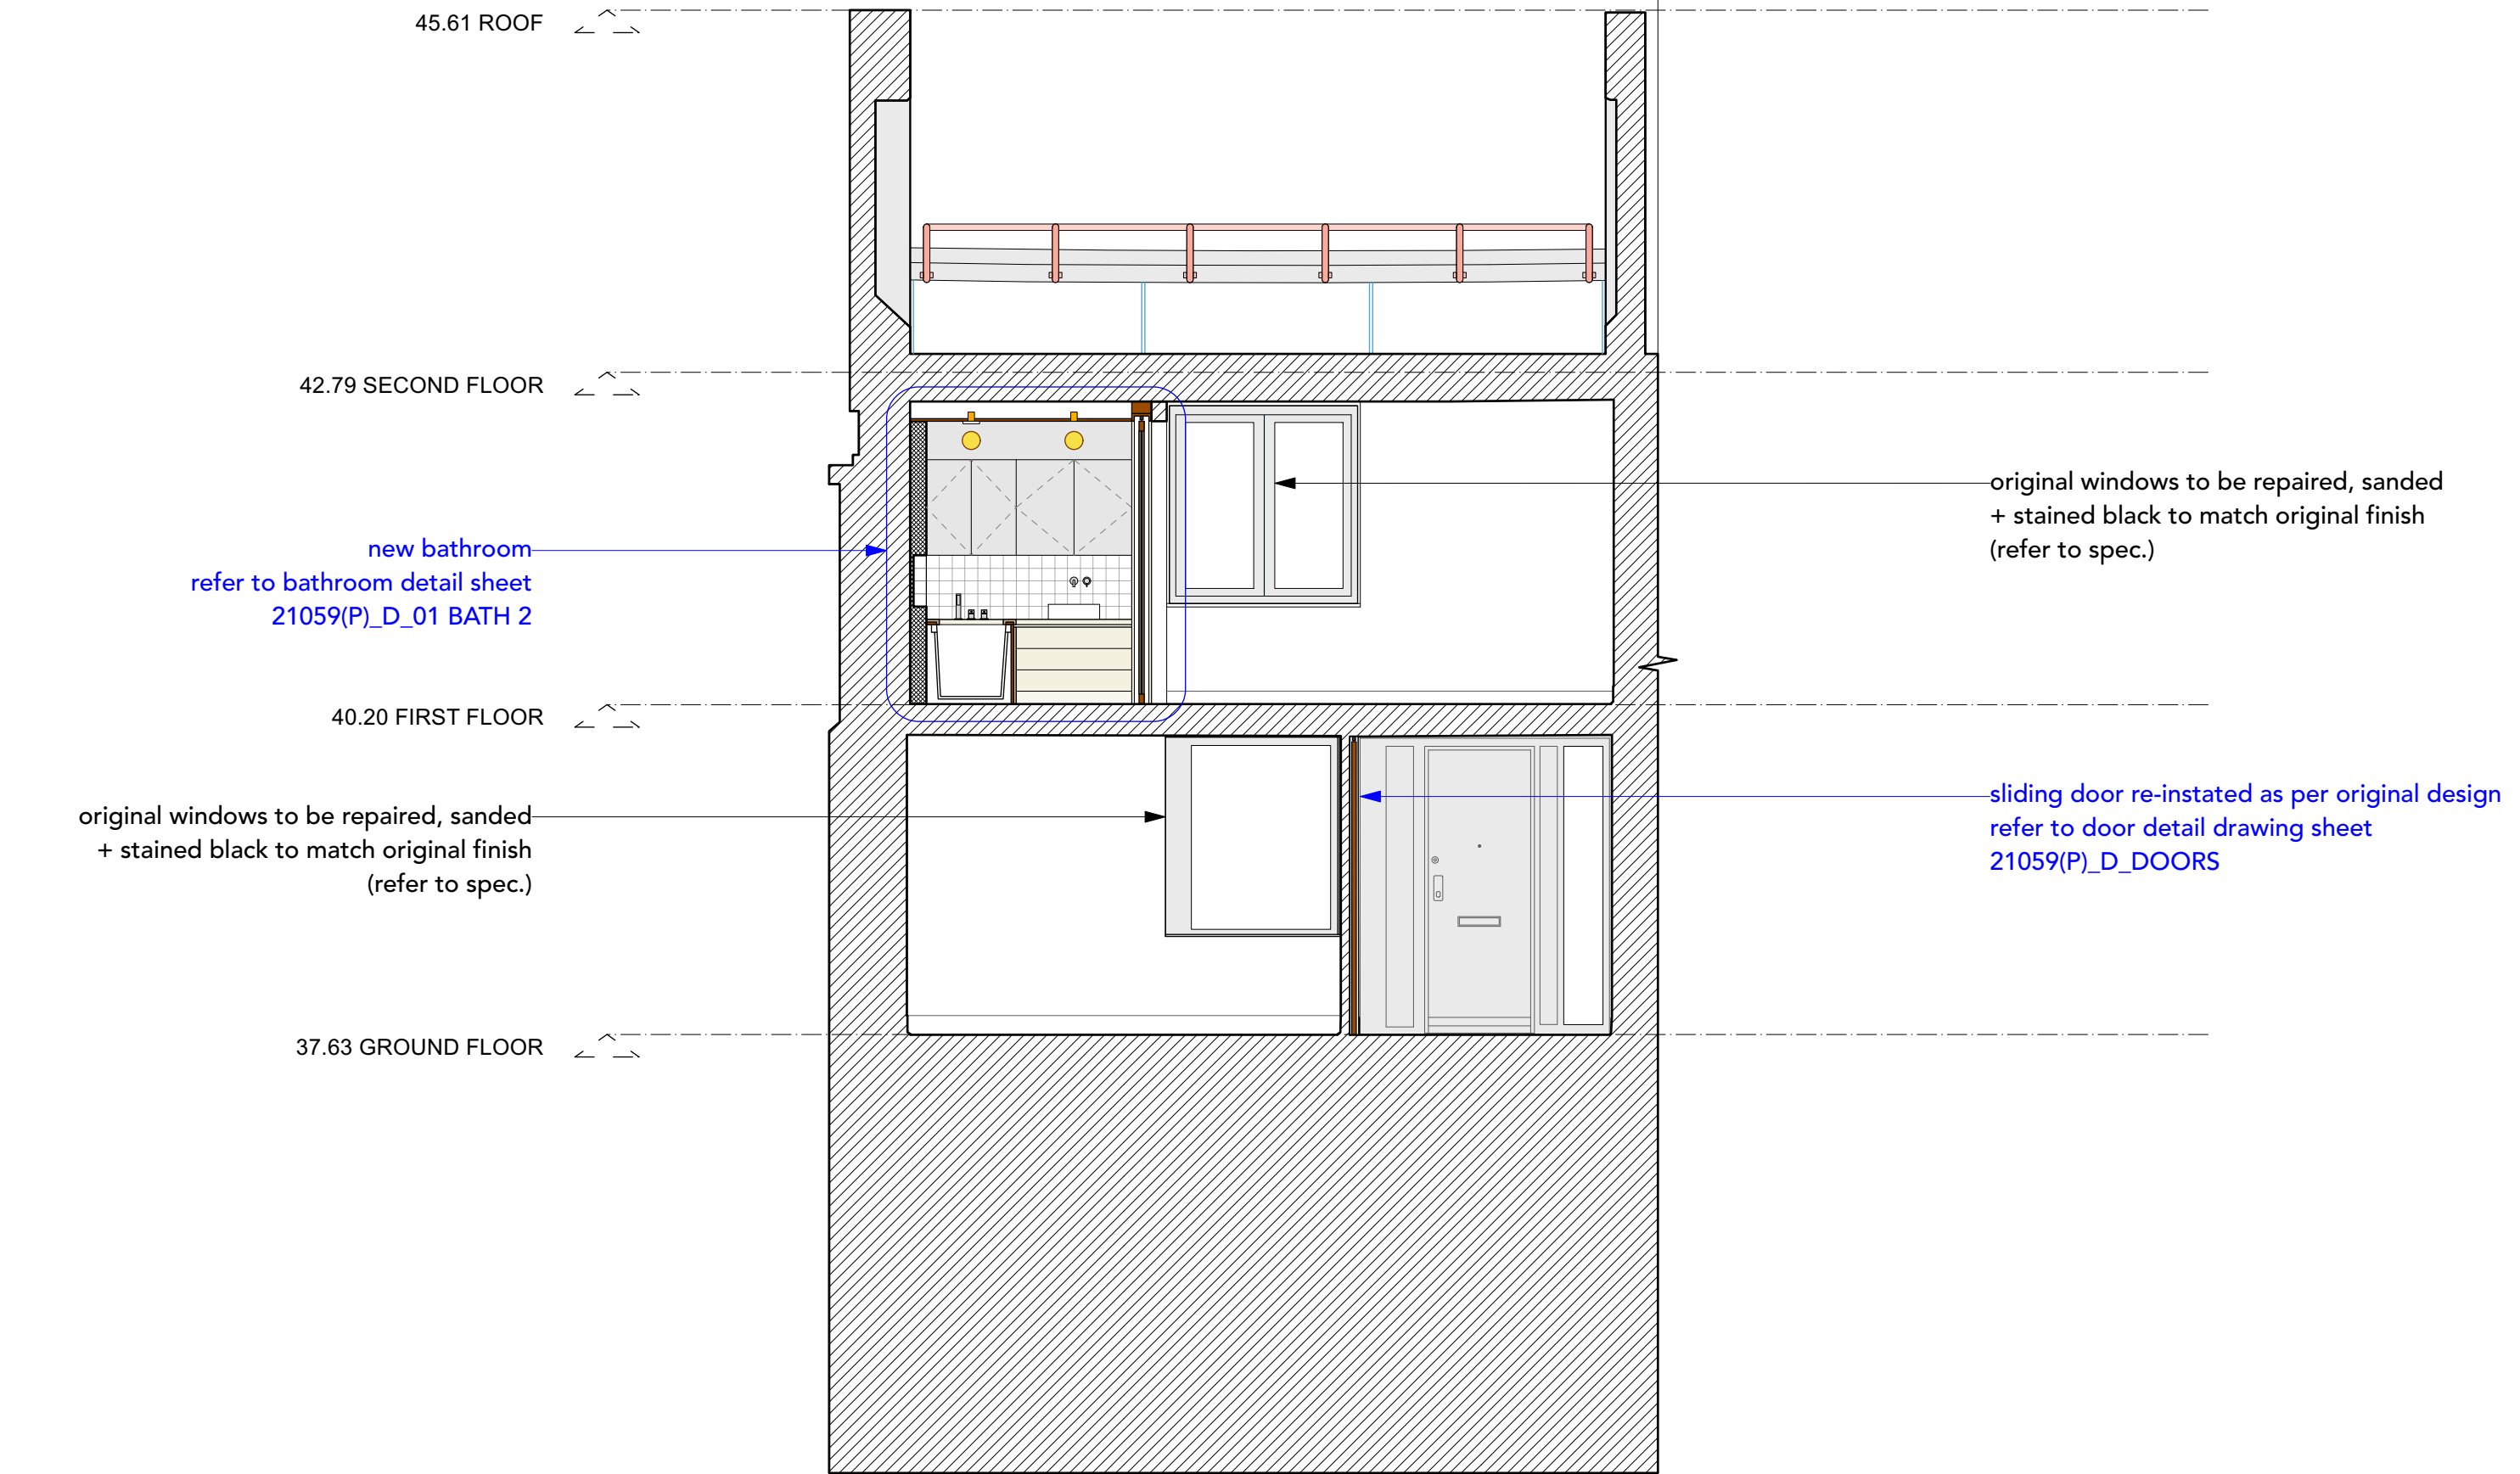 45.61 ROOF
42.79 SECOND FLOOR
original windows to be repaired, sanded
+ stained black to match original finish
(refer to spec.)
new bathroom
refer to bathroom detail sheet
21059(P)_D_01 BATH 2
40.20 FIRST FLOOR
sliding door re-instated as per original design
refer to door detail drawing sheet
21059(P)_D_DOORS
original windows to be repaired, sanded
+ stained black to match original finish
(refer to spec.)
37.63 GROUND FLOOR